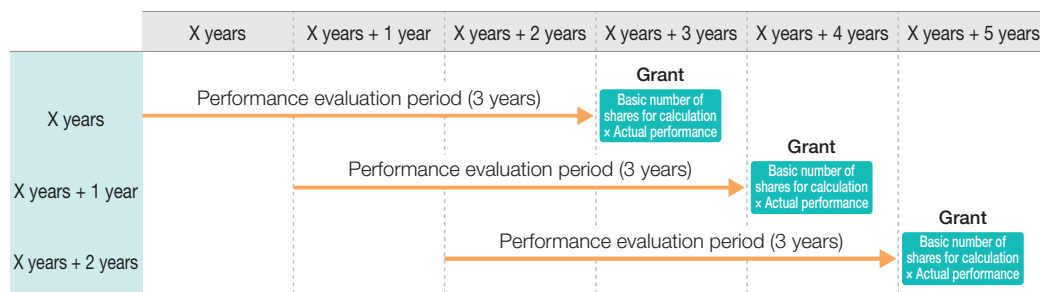 X years X years + 1 year X years + 2 years X years + 3 years X years + 4 years X years + 5 years
Grant
Performance evaluation period (3 years)
Basic number of
shares for calculation
× Actual performance
X years
Grant
Performance evaluation period (3 years)
Basic number of
shares for calculation
× Actual performance
X years + 1 year
Grant
Performance evaluation period (3 years)
Basic number of
shares for calculation
× Actual performance
X years + 2 years